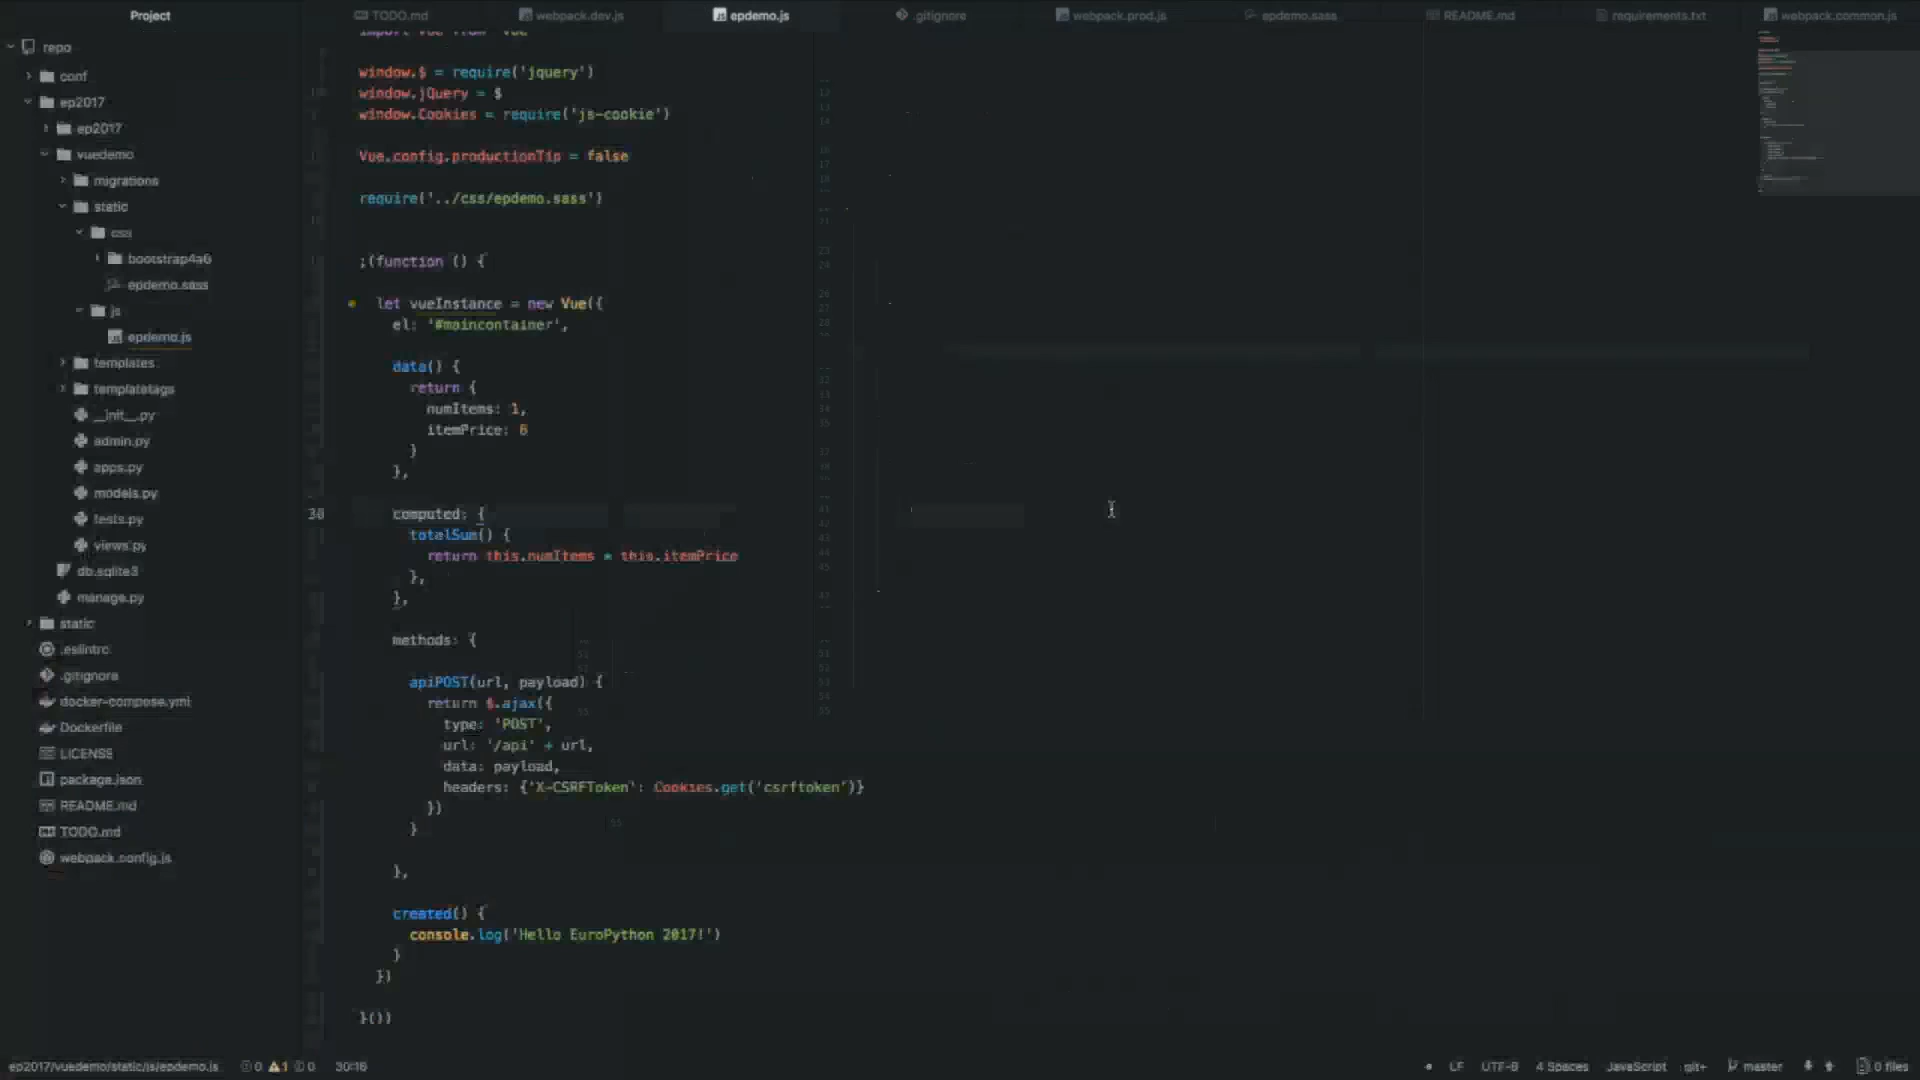 Project
TODO.md
webpack.dev.js
epdemo.js
.gitignore
webpack.prod.js
epdemo.sass
README.md
requirements.txt
webpack.common.js
repo
conf
ep2017
ep2017
vuedemo
migrations
static
css
bootstrap4a6
epdemo.sass
js
epdemo.js
templates
templatetags
__init__.py
admin.py
apps.py
models.py
tests.py
views.py
db.sqlite3
manage.py
static
.eslintrc
.gitignore
docker-compose.yml
Dockerfile
LICENSE
package.json
README.md
TODO.md
webpack.config.js
import Vue from 'vue'
window.$ = require('jquery')
window.jQuery = $
window.Cookies = require('js-cookie')
Vue.config.productionTip = false
require('../css/epdemo.sass')
;(function () {
let vueInstance = new Vue({
el: '#maincontainer',
data() {
return {
numItems: 1,
itemPrice: 6
}
},
30 computed: {
totalSum() {
return this.numItems * this.itemPrice
},
},
methods: {
apiPOST(url, payload) {
return $.ajax({
type: 'POST',
url: '/api' + url,
data: payload,
headers: {'X-CSRFToken': Cookies.get('csrftoken')}
})
}
},
created() {
console.log('Hello EuroPython 2017!')
}
})
}())
ep2017/vuedemo/static/js/epdemo.js 0 1 0 30:16
LF UTF-8 4 Spaces JavaScript git+ master 0 files